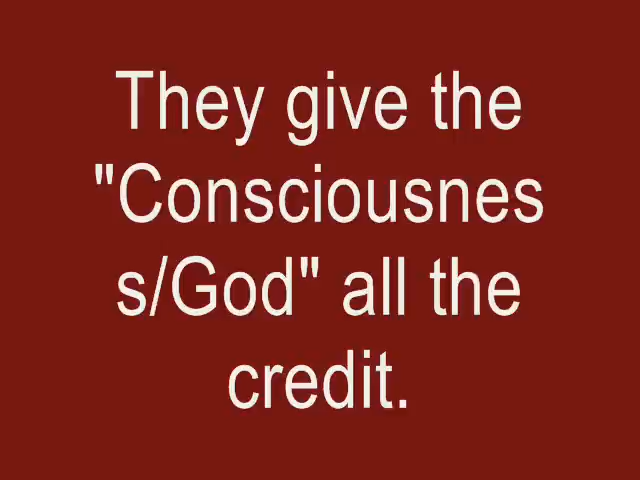 They give the
"Consciousnes
s/God" all the
credit.